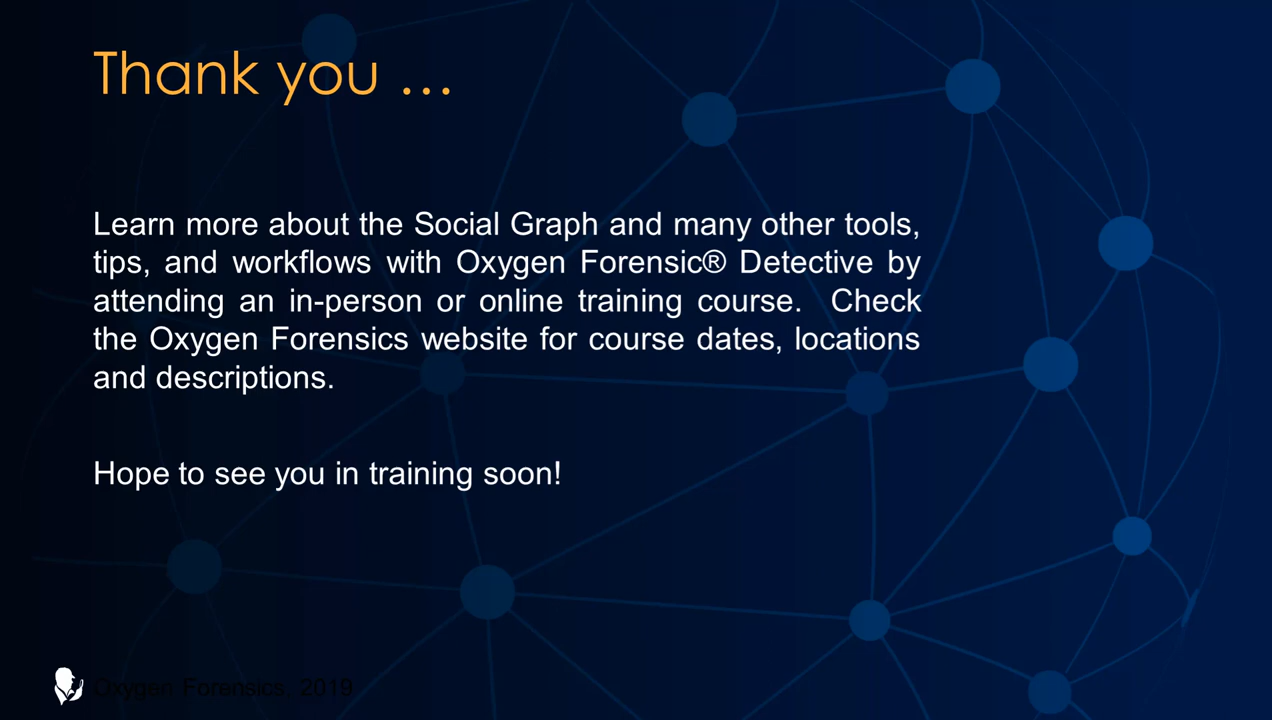 Thank you ...
Learn more about the Social Graph and many other tools,
tips, and workflows with Oxygen Forensic® Detective by
attending an in-person or online training course.  Check
the Oxygen Forensics website for course dates, locations
and descriptions.
Hope to see you in training soon!
Oxygen Forensics, 2019